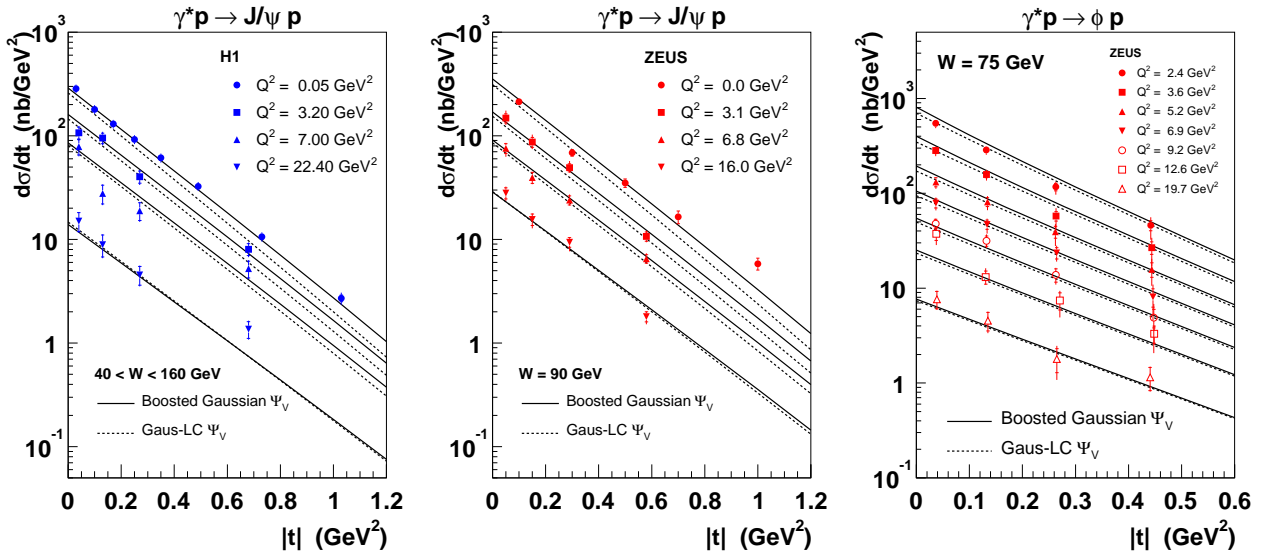 γ*p → J/ψ p
dσ/dt (nb/GeV²)
10³
10²
10
1
10⁻¹
H1
Q² = 0.05 GeV²
Q² = 3.20 GeV²
Q² = 7.00 GeV²
Q² = 22.40 GeV²
40 < W < 160 GeV
Boosted Gaussian Ψ_V
Gaus-LC Ψ_V
0 0.2 0.4 0.6 0.8 1 1.2
|t| (GeV²)
γ*p → J/ψ p
dσ/dt (nb/GeV²)
10³
10²
10
1
10⁻¹
ZEUS
Q² = 0.0 GeV²
Q² = 3.1 GeV²
Q² = 6.8 GeV²
Q² = 16.0 GeV²
W = 90 GeV
Boosted Gaussian Ψ_V
Gaus-LC Ψ_V
0 0.2 0.4 0.6 0.8 1 1.2
|t| (GeV²)
γ*p → ϕ p
dσ/dt (nb/GeV²)
10³
10²
10
1
10⁻¹
W = 75 GeV
ZEUS
Q² = 2.4 GeV²
Q² = 3.6 GeV²
Q² = 5.2 GeV²
Q² = 6.9 GeV²
Q² = 9.2 GeV²
Q² = 12.6 GeV²
Q² = 19.7 GeV²
Boosted Gaussian Ψ_V
Gaus-LC Ψ_V
0 0.1 0.2 0.3 0.4 0.5 0.6
|t| (GeV²)